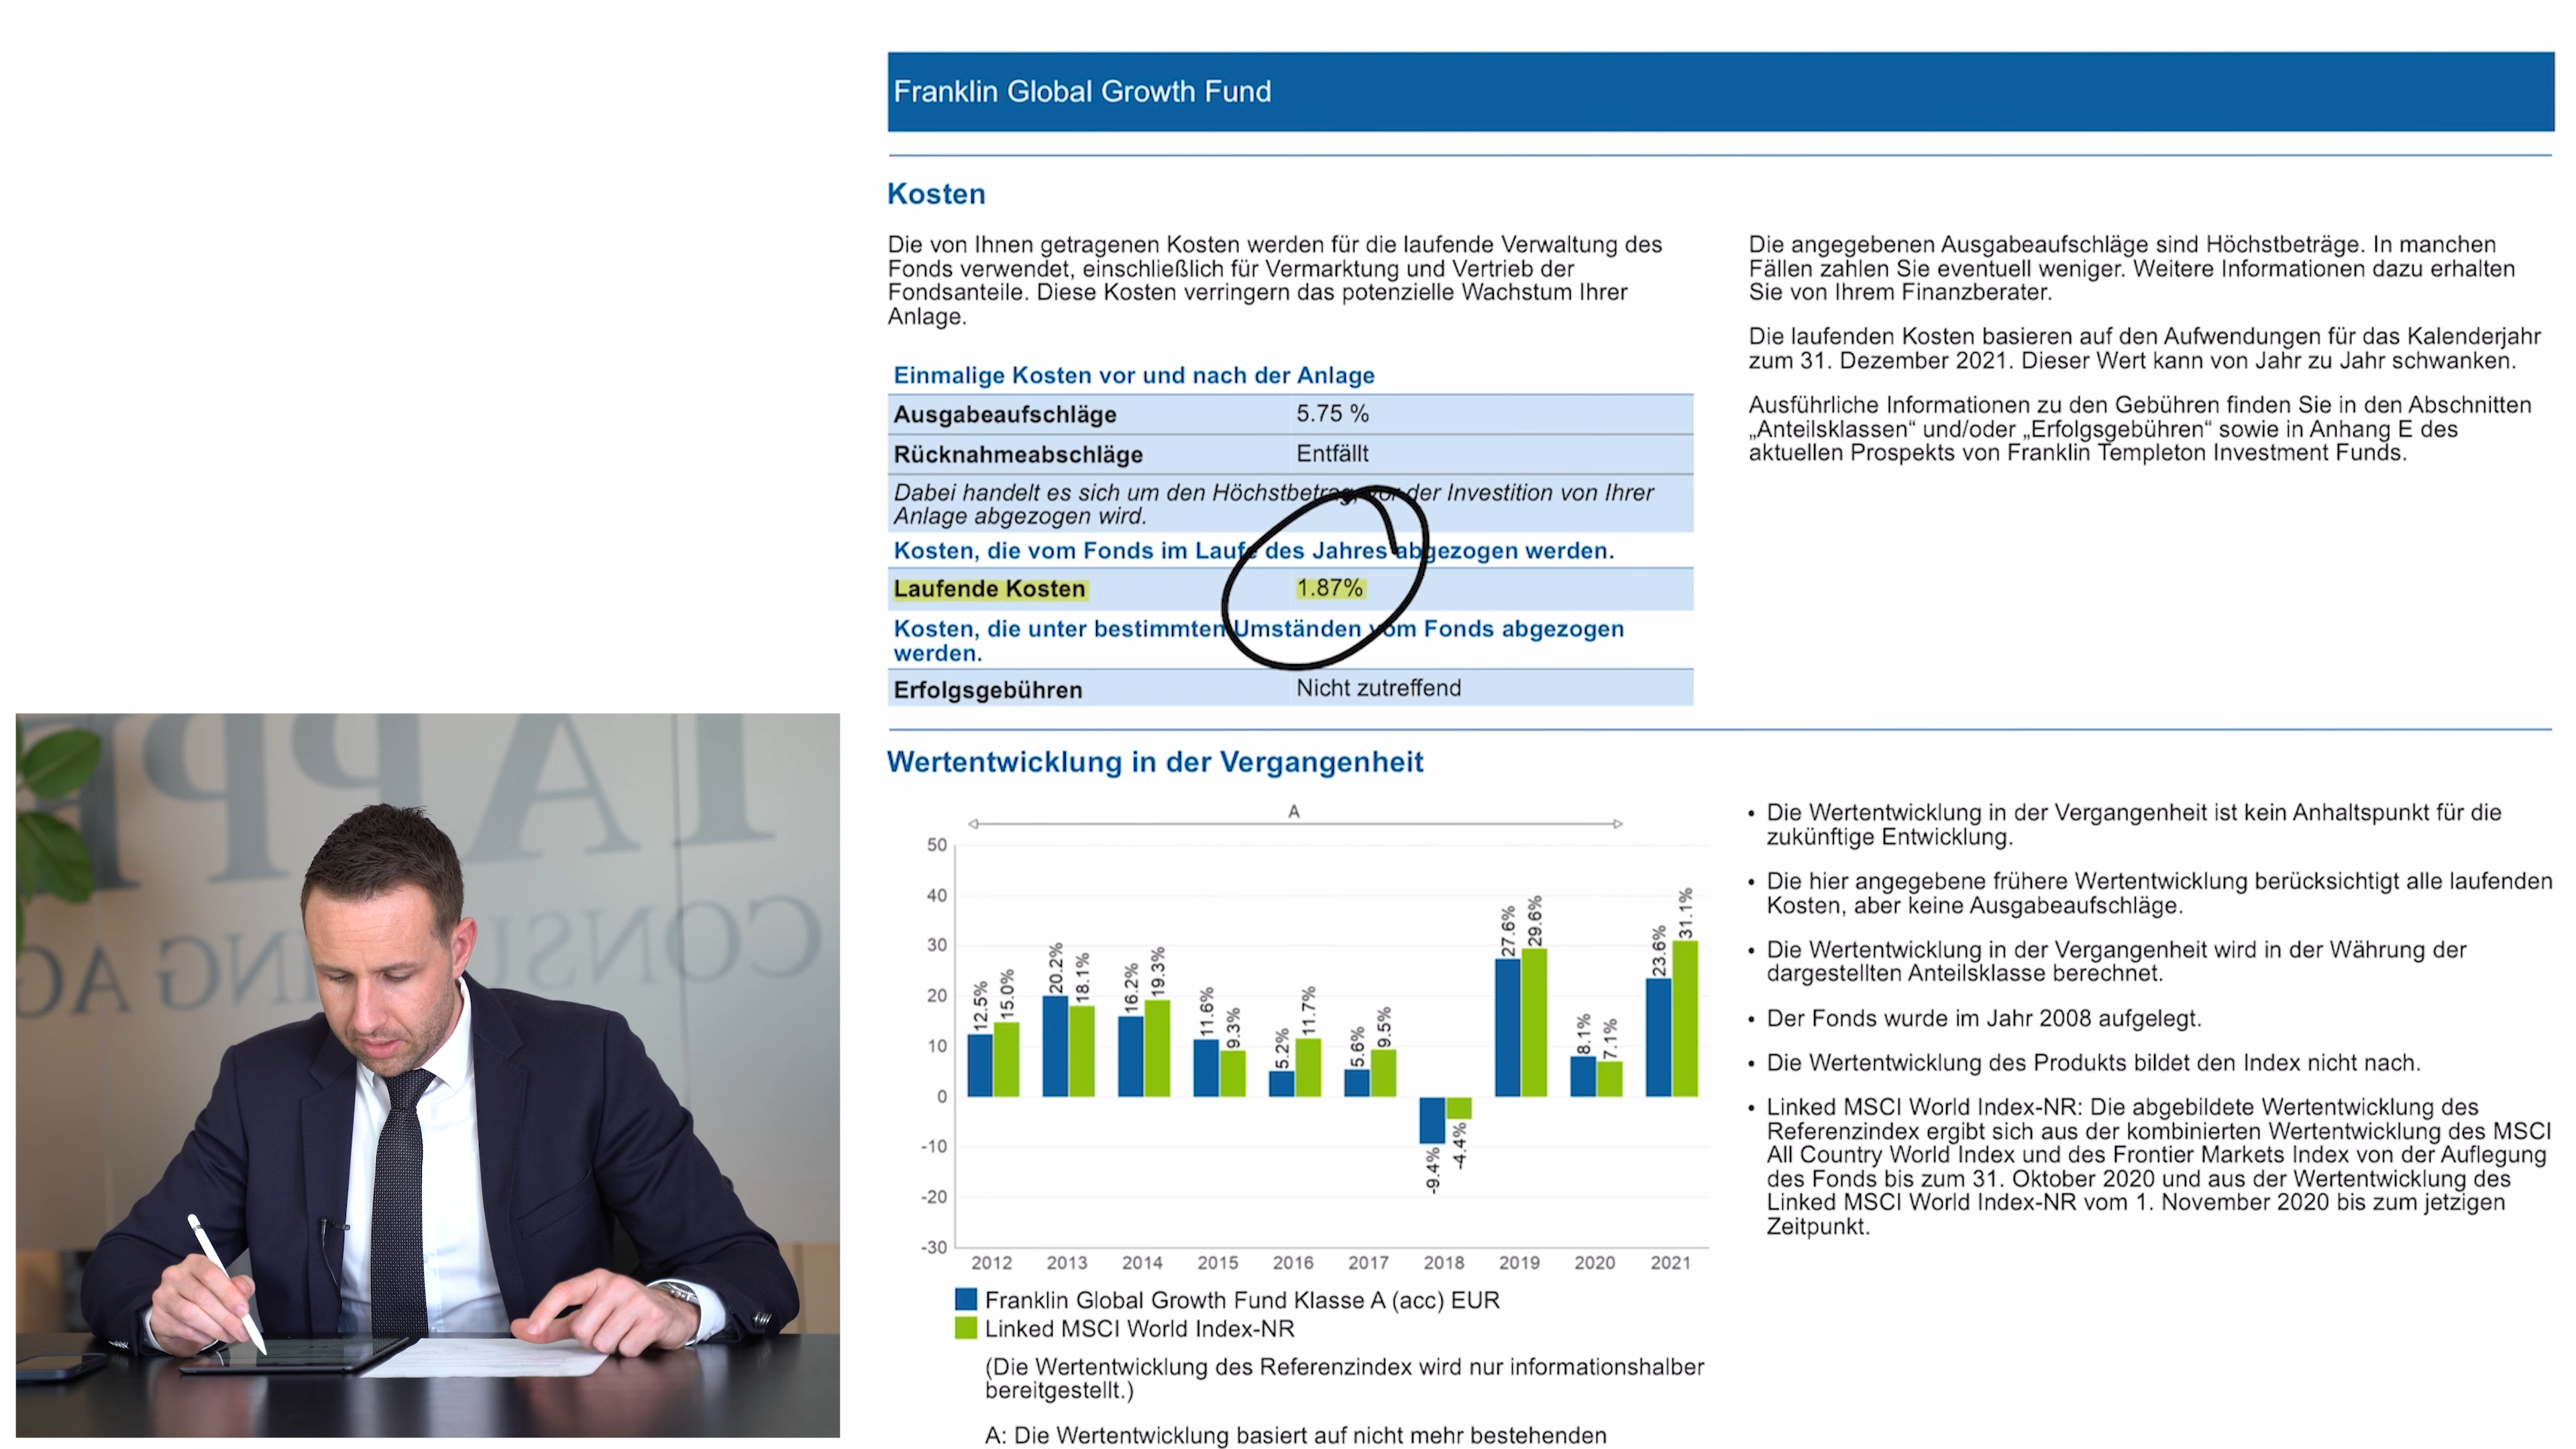 Franklin Global Growth Fund
Kosten
Die von Ihnen getragenen Kosten werden für die laufende Verwaltung des
Fonds verwendet, einschließlich für Vermarktung und Vertrieb der
Fondsanteile. Diese Kosten verringern das potenzielle Wachstum Ihrer
Anlage.
Einmalige Kosten vor und nach der Anlage
Ausgabeaufschläge 5.75 %
Rücknahmeabschläge Entfällt
Dabei handelt es sich um den Höchstbetrag, vor der Investition von Ihrer
Anlage abgezogen wird.
Kosten, die vom Fonds im Laufe des Jahres abgezogen werden.
Laufende Kosten 1.87%
Kosten, die unter bestimmten Umständen vom Fonds abgezogen
werden.
Erfolgsgebühren Nicht zutreffend
Die angegebenen Ausgabeaufschläge sind Höchstbeträge. In manchen
Fällen zahlen Sie eventuell weniger. Weitere Informationen dazu erhalten
Sie von Ihrem Finanzberater.
Die laufenden Kosten basieren auf den Aufwendungen für das Kalenderjahr
zum 31. Dezember 2021. Dieser Wert kann von Jahr zu Jahr schwanken.
Ausführliche Informationen zu den Gebühren finden Sie in den Abschnitten
„Anteilsklassen“ und/oder „Erfolgsgebühren“ sowie in Anhang E des
aktuellen Prospekts von Franklin Templeton Investment Funds.
Wertentwicklung in der Vergangenheit
A
50
40
30
20
10
0
-10
-20
-30
12.5% 15.0% 20.2% 18.1% 16.2% 19.3% 11.6% 9.3% 5.2% 11.7% 5.6% 9.5% -9.4% -4.4% 27.6% 29.6% 8.1% 7.1% 23.6% 31.1%
2012 2013 2014 2015 2016 2017 2018 2019 2020 2021
Franklin Global Growth Fund Klasse A (acc) EUR
Linked MSCI World Index-NR
(Die Wertentwicklung des Referenzindex wird nur informationshalber
bereitgestellt.)
A: Die Wertentwicklung basiert auf nicht mehr bestehenden
• Die Wertentwicklung in der Vergangenheit ist kein Anhaltspunkt für die
zukünftige Entwicklung.
• Die hier angegebene frühere Wertentwicklung berücksichtigt alle laufenden
Kosten, aber keine Ausgabeaufschläge.
• Die Wertentwicklung in der Vergangenheit wird in der Währung der
dargestellten Anteilsklasse berechnet.
• Der Fonds wurde im Jahr 2008 aufgelegt.
• Die Wertentwicklung des Produkts bildet den Index nicht nach.
• Linked MSCI World Index-NR: Die abgebildete Wertentwicklung des
Referenzindex ergibt sich aus der kombinierten Wertentwicklung des MSCI
All Country World Index und des Frontier Markets Index von der Auflegung
des Fonds bis zum 31. Oktober 2020 und aus der Wertentwicklung des
Linked MSCI World Index-NR vom 1. November 2020 bis zum jetzigen
Zeitpunkt.